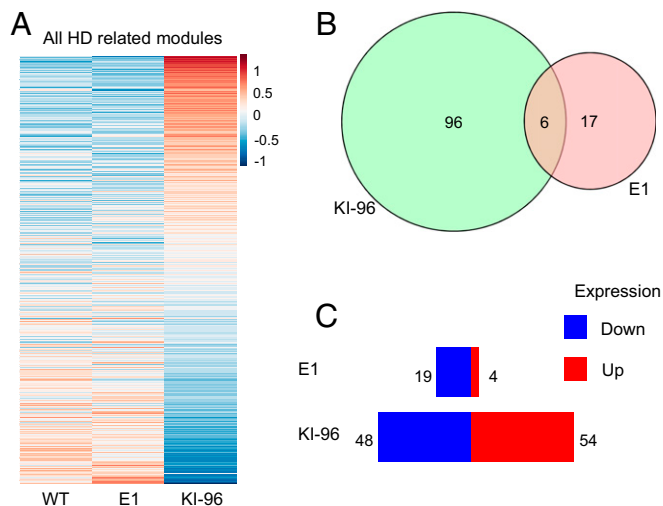 A
All HD related modules
1
0.5
0
-0.5
-1
WT E1 KI-96
B
96 6 17
KI-96
E1
C
Expression
Down
Up
E1
19 4
KI-96
48 54